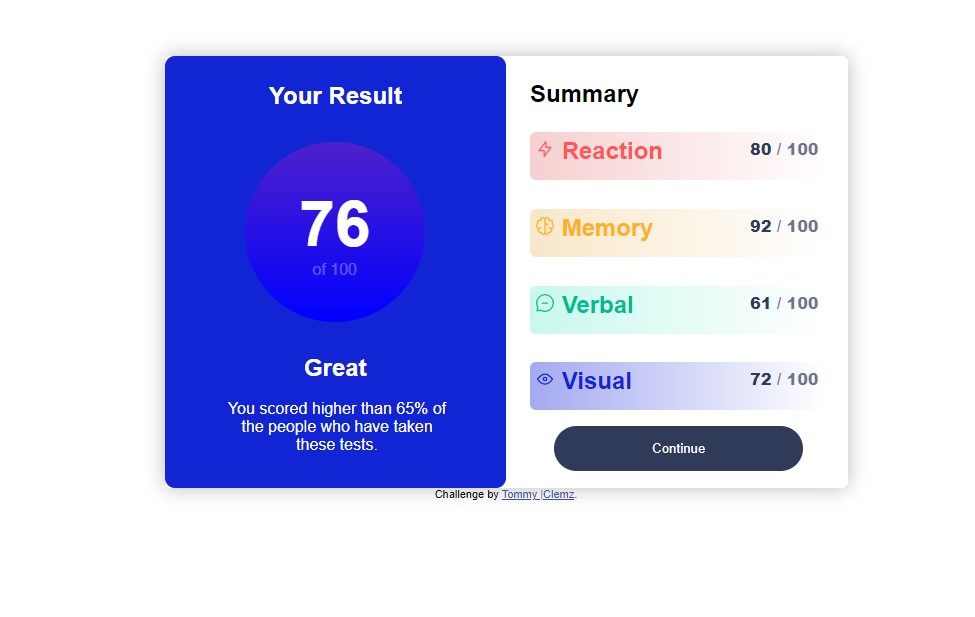 Your Result
76
of 100
Great
You scored higher than 65% of
the people who have taken
these tests.
Summary
Reaction 80 / 100
Memory 92 / 100
Verbal 61 / 100
Visual 72 / 100
Continue
Challenge by Tommy |Clemz.